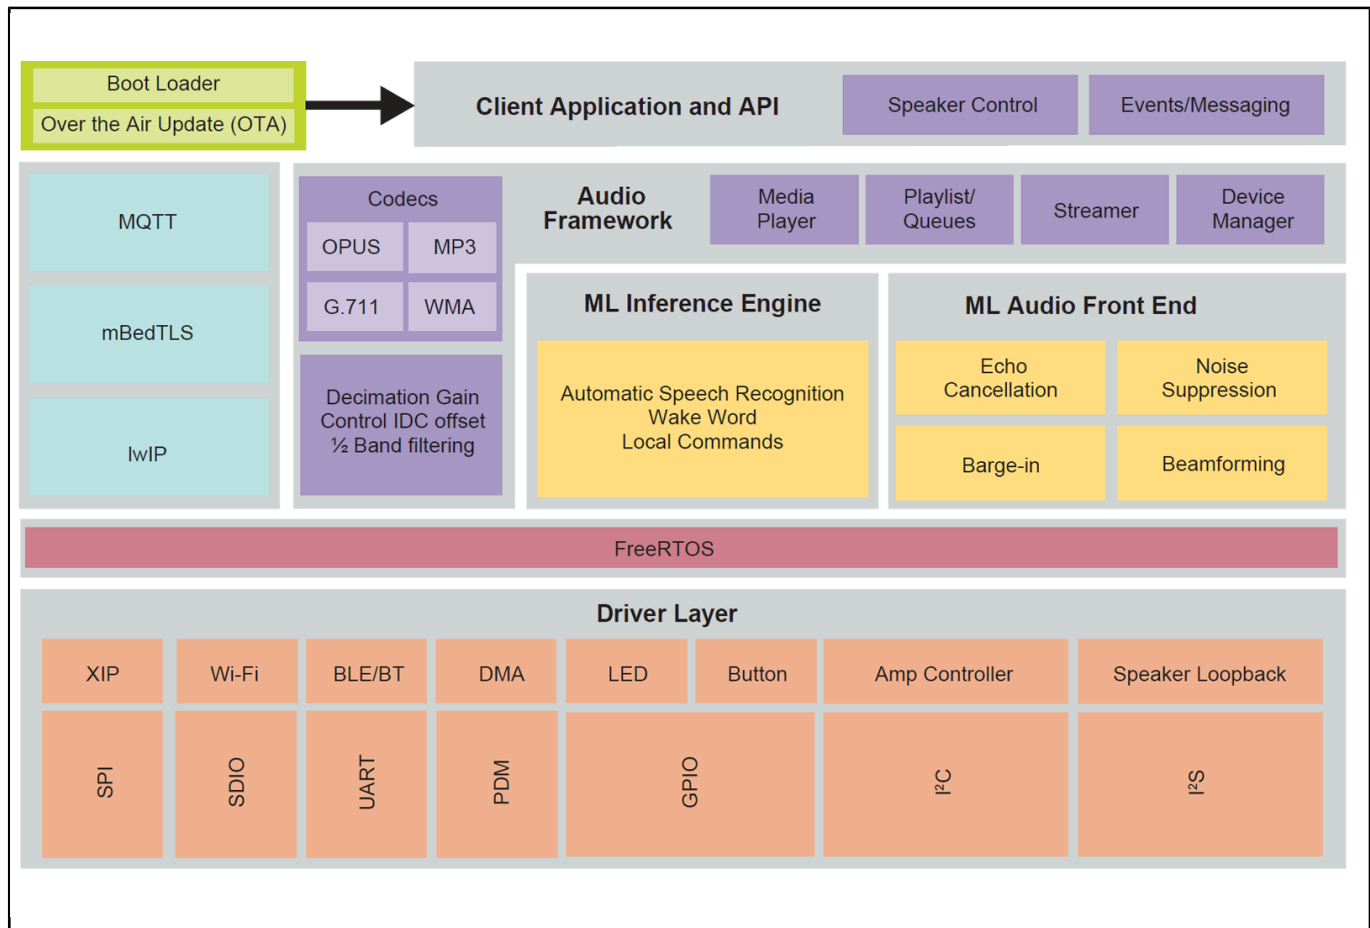 Boot Loader
Over the Air Update (OTA)
Client Application and API
Speaker Control
Events/Messaging
MQTT
mBedTLS
lwIP
Codecs
OPUS
MP3
G.711
WMA
Decimation Gain
Control IDC offset
½ Band filtering
Audio
Framework
Media
Player
Playlist/
Queues
Streamer
Device
Manager
ML Inference Engine
Automatic Speech Recognition
Wake Word
Local Commands
ML Audio Front End
Echo
Cancellation
Noise
Suppression
Barge-in
Beamforming
FreeRTOS
Driver Layer
XIP
Wi-Fi
BLE/BT
DMA
LED
Button
Amp Controller
Speaker Loopback
SPI
SDIO
UART
PDM
GPIO
I²C
I²S